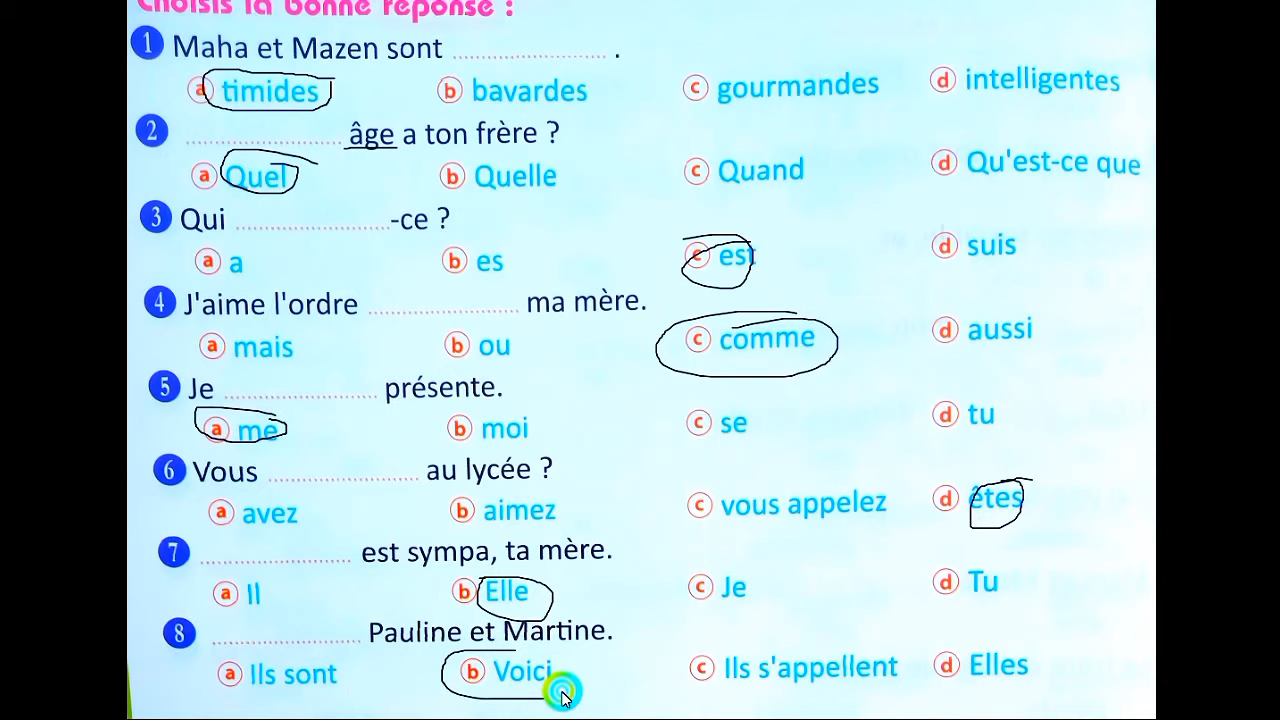 Choisis la bonne réponse :
1 Maha et Mazen sont ........................... .
a timides b bavardes c gourmandes d intelligentes
2 ........................... âge a ton frère ?
a Quel b Quelle c Quand d Qu'est-ce que
3 Qui ...........................-ce ?
a a b es c est d suis
4 J'aime l'ordre ........................... ma mère.
a mais b ou c comme d aussi
5 Je ........................... présente.
a me b moi c se d tu
6 Vous ........................... au lycée ?
a avez b aimez c vous appelez d êtes
7 ........................... est sympa, ta mère.
a Il b Elle c Je d Tu
8 ........................... Pauline et Martine.
a Ils sont b Voici c Ils s'appellent d Elles